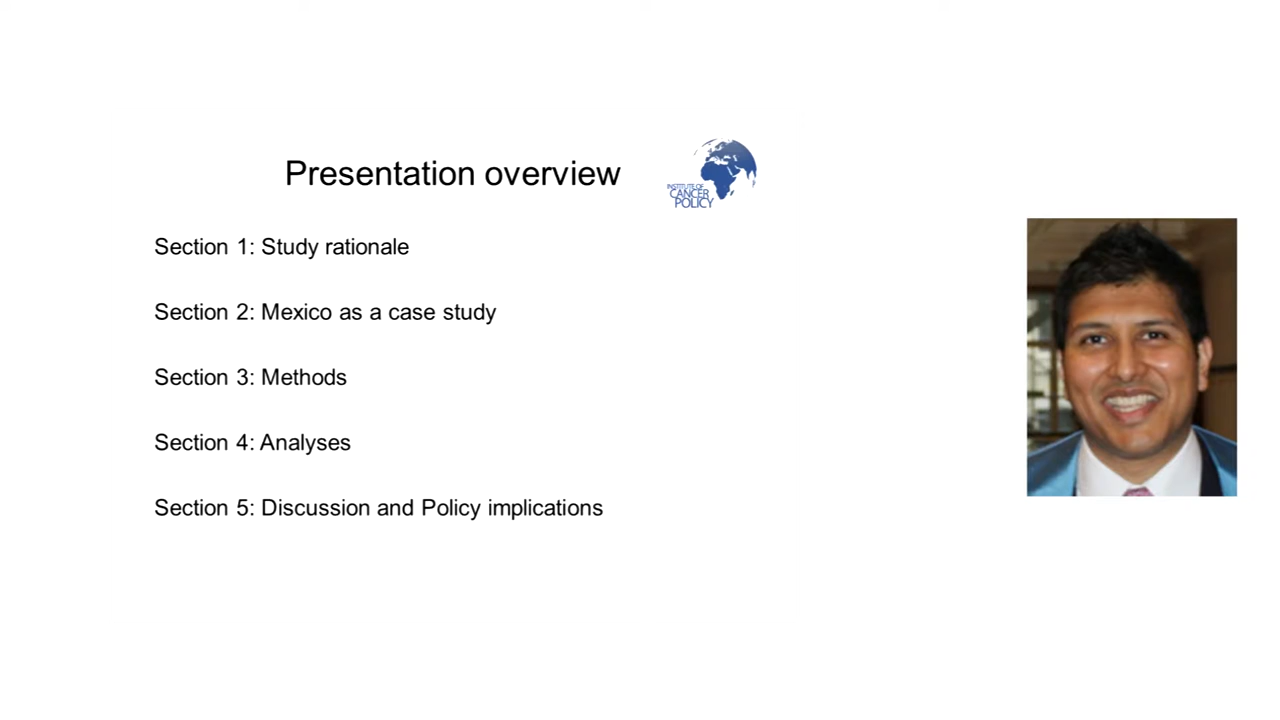 Presentation overview
INSTITUTE OF
CANCER
POLICY
Section 1: Study rationale
Section 2: Mexico as a case study
Section 3: Methods
Section 4: Analyses
Section 5: Discussion and Policy implications